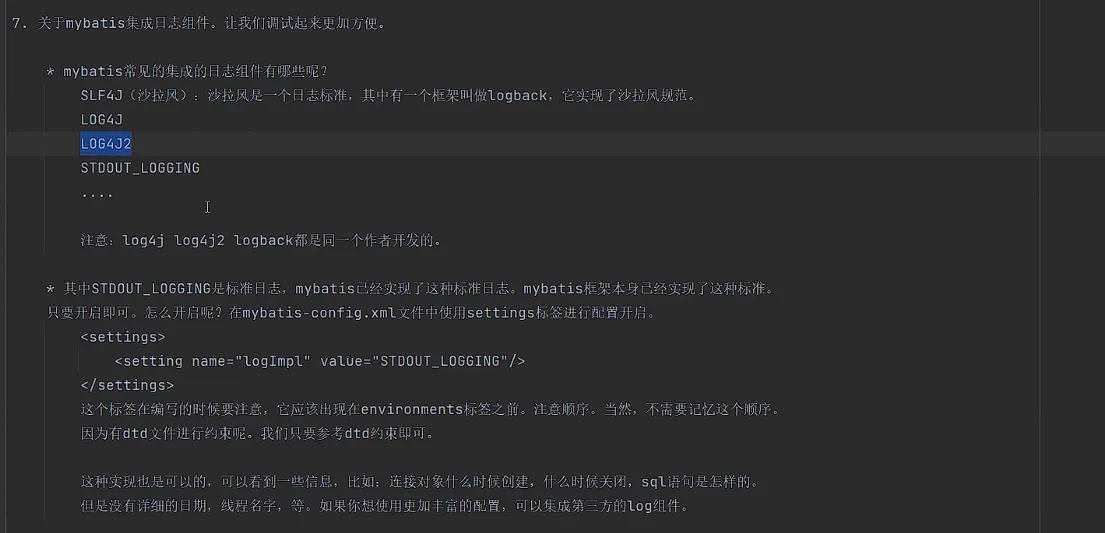 7. 关于mybatis集成日志组件。让我们调试起来更加方便。
* mybatis常见的集成的日志组件有哪些呢？
SLF4J（沙拉风）：沙拉风是一个日志标准，其中有一个框架叫做logback，它实现了沙拉风规范。
LOG4J
LOG4J2
STDOUT_LOGGING
....
注意：log4j log4j2 logback都是同一个作者开发的。
* 其中STDOUT_LOGGING是标准日志，mybatis已经实现了这种标准日志。mybatis框架本身已经实现了这种标准。
只要开启即可。怎么开启呢？在mybatis-config.xml文件中使用settings标签进行配置开启。
<settings>
<setting name="logImpl" value="STDOUT_LOGGING"/>
</settings>
这个标签在编写的时候要注意，它应该出现在environments标签之前。注意顺序。当然，不需要记忆这个顺序。
因为有dtd文件进行约束呢。我们只要参考dtd约束即可。
这种实现也是可以的，可以看到一些信息，比如：连接对象什么时候创建，什么时候关闭，sql语句是怎样的。
但是没有详细的日期，线程名字，等。如果你想使用更加丰富的配置，可以集成第三方的log组件。